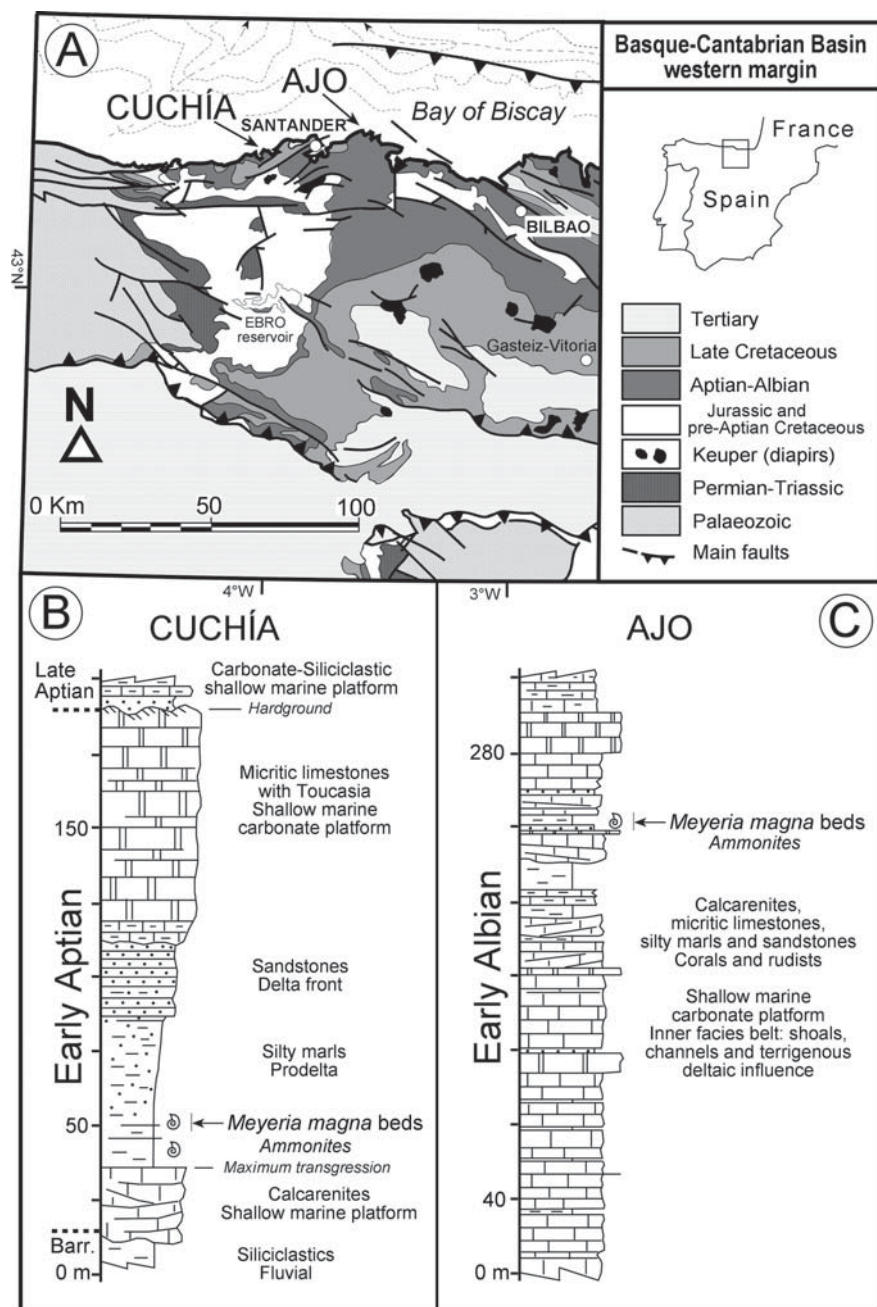 A
CUCHÍA
AJO
SANTANDER
Bay of Biscay
BILBAO
43°N
EBRO
reservoir
Gasteiz-Vitoria
N
0 Km
50
100
4°W
3°W
Basque-Cantabrian Basin
western margin
France
Spain
Tertiary
Late Cretaceous
Aptian-Albian
Jurassic and
pre-Aptian Cretaceous
Keuper (diapirs)
Permian-Triassic
Palaeozoic
Main faults
B
CUCHÍA
Late
Aptian
Carbonate-Siliciclastic
shallow marine platform
Hardground
Micritic limestones
with Toucasia
Shallow marine
carbonate platform
150
Early Aptian
Sandstones
Delta front
Silty marls
Prodelta
50
Meyeria magna beds
Ammonites
Maximum transgression
Calcarenites
Shallow marine platform
Barr.
0 m
Siliciclastics
Fluvial
C
AJO
280
Meyeria magna beds
Ammonites
Early Albian
Calcarenites,
micritic limestones,
silty marls and sandstones
Corals and rudists
Shallow marine
carbonate platform
Inner facies belt: shoals,
channels and terrigenous
deltaic influence
40
0 m